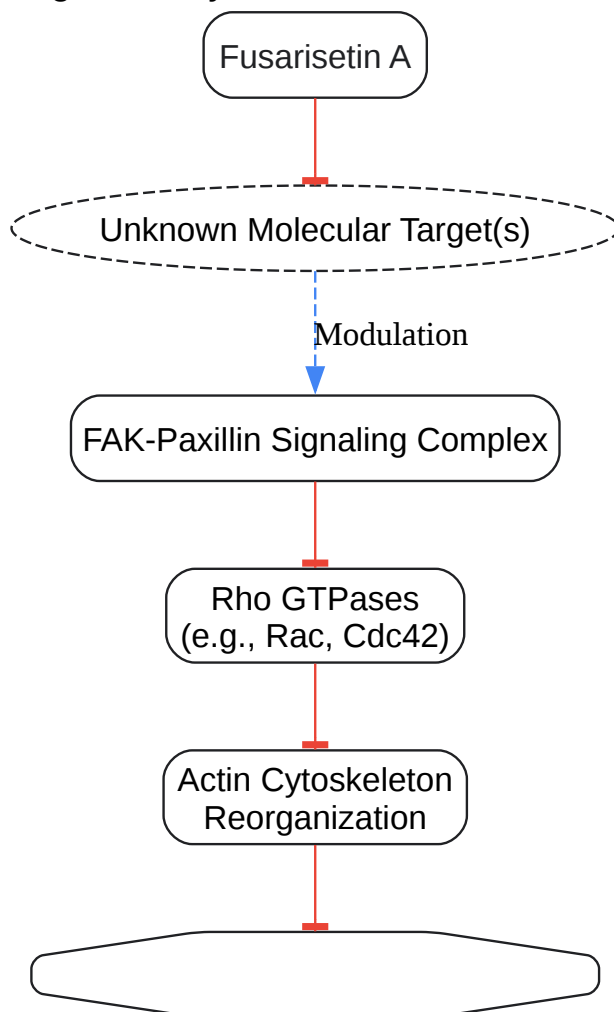 Fusarisetin A
Unknown Molecular Target(s)
Modulation
FAK-Paxillin Signaling Complex
Rho GTPases
(e.g., Rac, Cdc42)
Actin Cytoskeleton
Reorganization